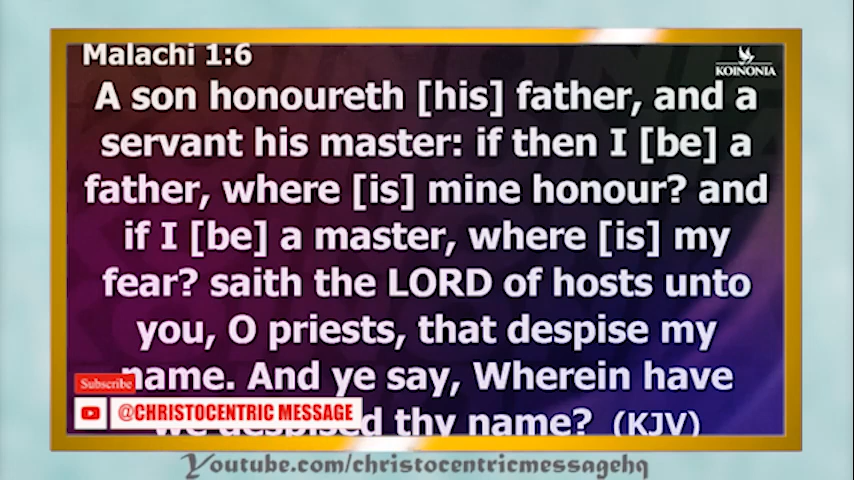 Malachi 1:6
KOINONIA
A son honoureth [his] father, and a
servant his master: if then I [be] a
father, where [is] mine honour? and
if I [be] a master, where [is] my
fear? saith the LORD of hosts unto
you, O priests, that despise my
name. And ye say, Wherein have
we despised thy name? (KJV)
Subscribe
@CHRISTOCENTRIC MESSAGE
Youtube.com/christocentricmessagehq